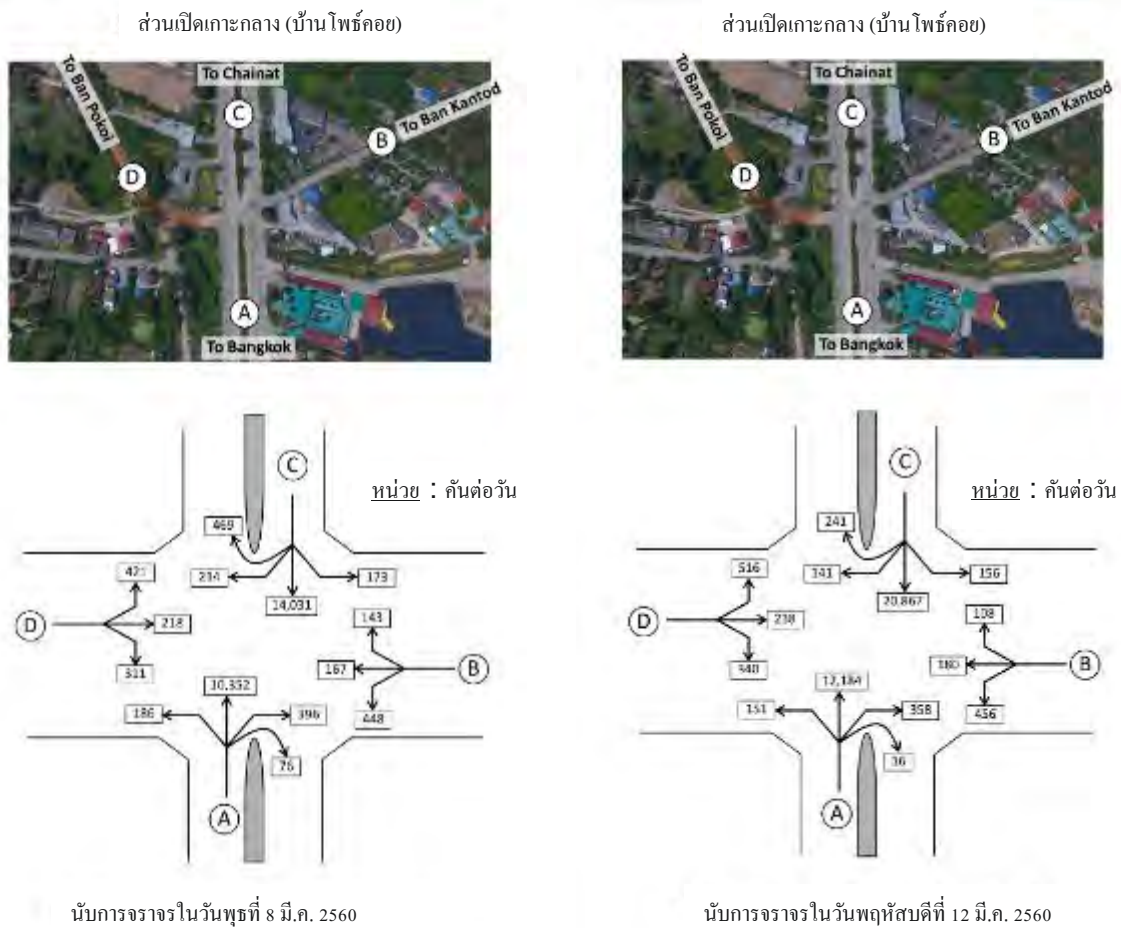 ส่วนเปิดเกาะกลาง (บ้านโพธ์คอย)
To Chainat
To Ban Pokoi
C
To Ban Kantod
B
D
A
To Bangkok
C
หน่วย : คันต่อวัน
469
173
14,031
421
218
311
D
143
167
448
B
10,352
186
396
76
A
นับการจราจรในวันพุธที่ 8 มี.ค. 2560
ส่วนเปิดเกาะกลาง (บ้านโพธ์คอย)
To Chainat
To Ban Pokoi
C
To Ban Kantod
B
D
A
To Bangkok
C
หน่วย : คันต่อวัน
241
141
156
20,867
516
238
340
D
108
180
456
B
12,184
151
358
36
A
นับการจราจรในวันพฤหัสบดีที่ 12 มี.ค. 2560